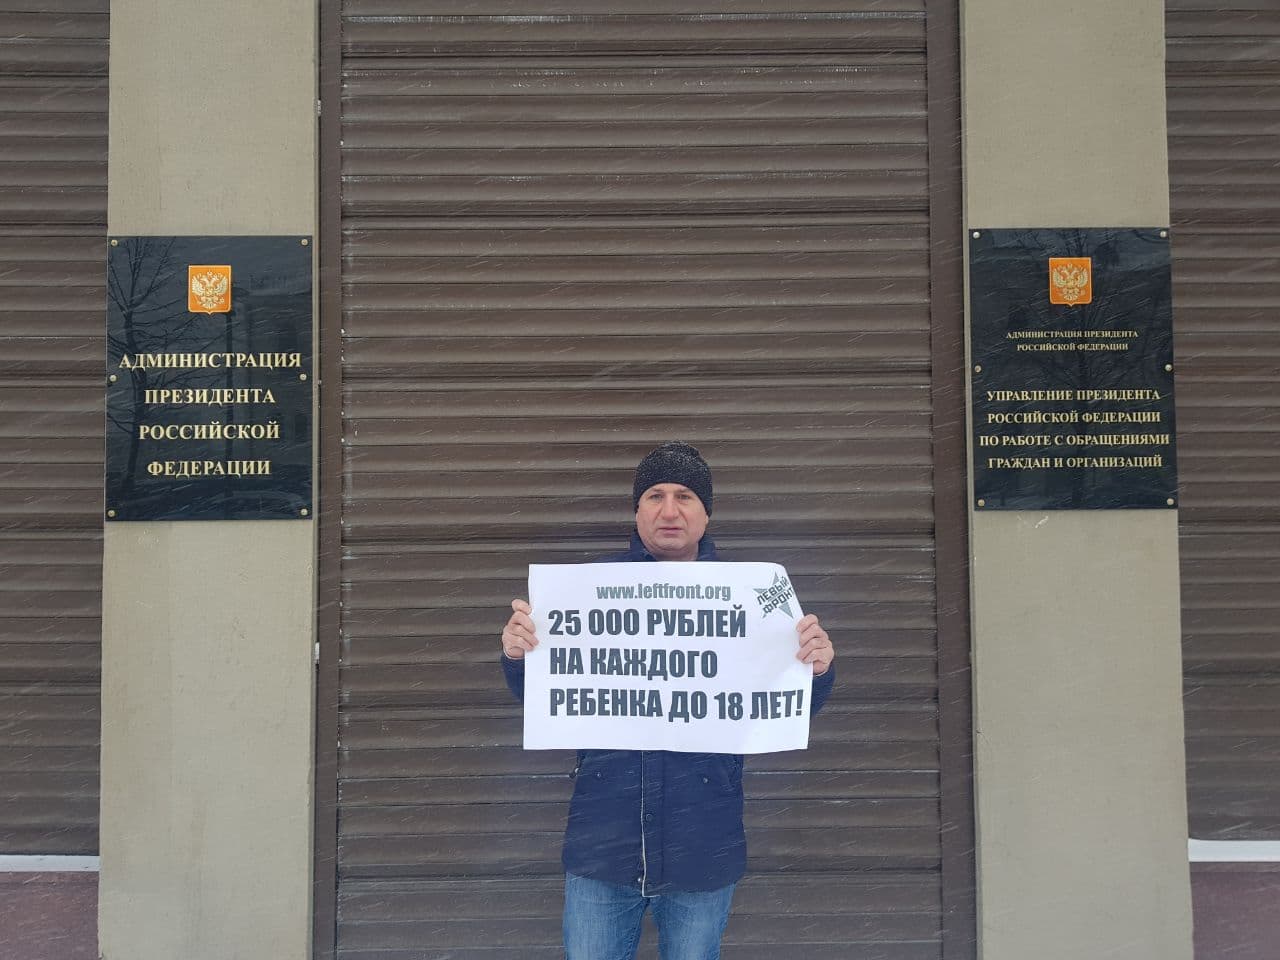 АДМИНИСТРАЦИЯ
ПРЕЗИДЕНТА
РОССИЙСКОЙ
ФЕДЕРАЦИИ
АДМИНИСТРАЦИЯ ПРЕЗИДЕНТА
РОССИЙСКОЙ ФЕДЕРАЦИИ
УПРАВЛЕНИЕ ПРЕЗИДЕНТА
РОССИЙСКОЙ ФЕДЕРАЦИИ
ПО РАБОТЕ С ОБРАЩЕНИЯМИ
ГРАЖДАН И ОРГАНИЗАЦИЙ
www.leftfront.org
ЛЕВЫЙ
ФРОНТ
25 000 РУБЛЕЙ
НА КАЖДОГО
РЕБЕНКА ДО 18 ЛЕТ!